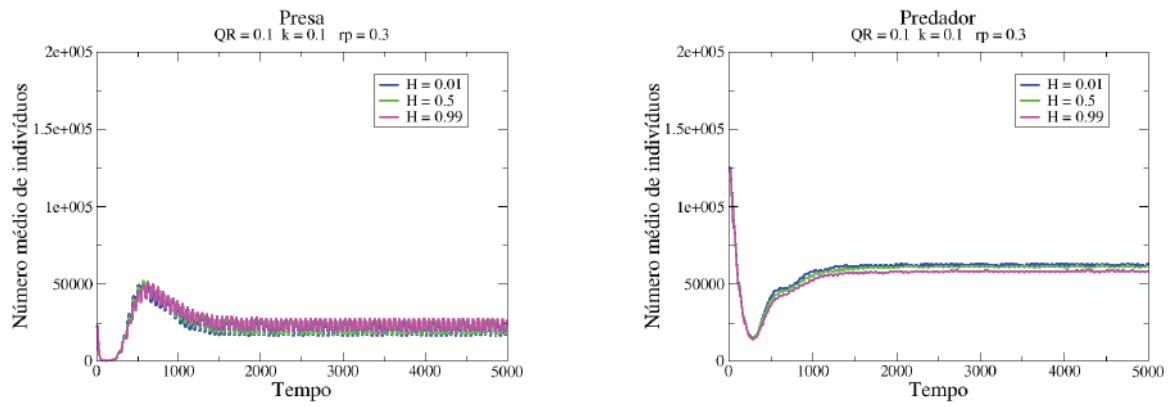 Presa
QR = 0.1 k = 0.1 rp = 0.3
Número médio de indivíduos
2e+005
1.5e+005
1e+005
50000
0
H = 0.01
H = 0.5
H = 0.99
0 1000 2000 3000 4000 5000
Tempo
Predador
QR = 0.1 k = 0.1 rp = 0.3
Número médio de indivíduos
2e+005
1.5e+005
1e+005
50000
0
H = 0.01
H = 0.5
H = 0.99
0 1000 2000 3000 4000 5000
Tempo